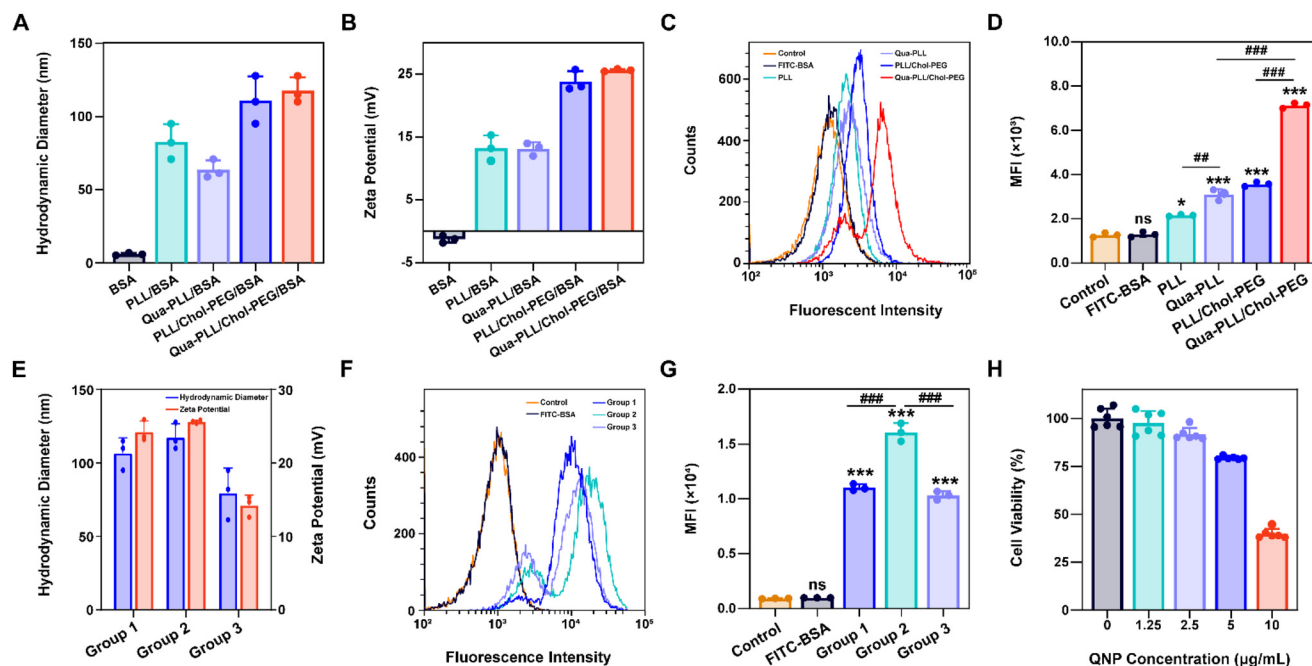 A
Hydrodynamic Diameter (nm)
150
100
50
0
BSA
PLL/BSA
Qua-PLL/BSA
PLL/Chol-PEG/BSA
Qua-PLL/Chol-PEG/BSA
B
Zeta Potential (mV)
25
15
5
-5
BSA
PLL/BSA
Qua-PLL/BSA
PLL/Chol-PEG/BSA
Qua-PLL/Chol-PEG/BSA
C
Control
FITC-BSA
PLL
Qua-PLL
PLL/Chol-PEG
Qua-PLL/Chol-PEG
Counts
600
400
200
0
10² 10³ 10⁴ 10⁵
Fluorescent Intensity
D
MFI (×10³)
10.0
8.0
6.0
4.0
2.0
0.0
###
###
***
##
***
***
*
ns
Control
FITC-BSA
PLL
Qua-PLL
PLL/Chol-PEG
Qua-PLL/Chol-PEG
E
Hydrodynamic Diameter (nm)
150
100
50
0
Hydrodynamic Diameter
Zeta Potential
30
20
10
0
Zeta Potential (mV)
Group 1
Group 2
Group 3
F
Control
FITC-BSA
Group 1
Group 2
Group 3
Counts
400
200
0
10² 10³ 10⁴ 10⁵
Fluorescence Intensity
G
MFI (×10⁴)
2.0
1.5
1.0
0.5
0.0
### ###
***
***
***
ns
Control
FITC-BSA
Group 1
Group 2
Group 3
H
Cell Viability (%)
100
75
50
25
0
0 1.25 2.5 5 10
QNP Concentration (μg/mL)